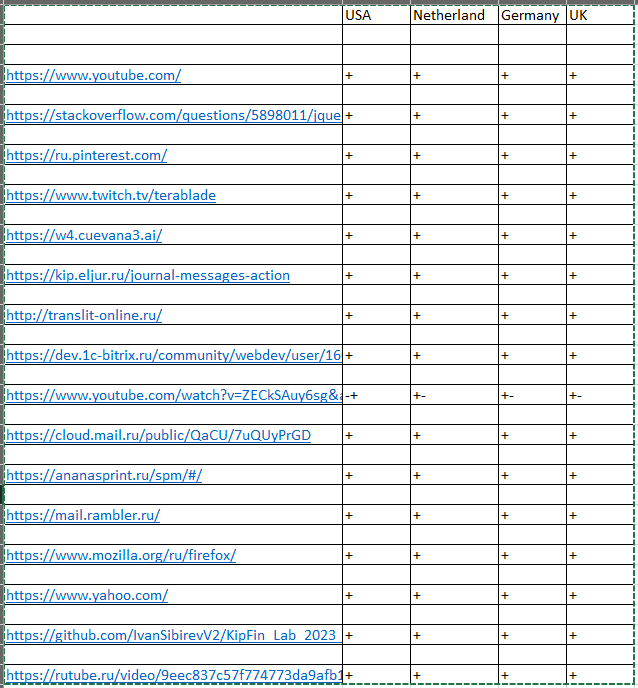 USA Netherland Germany UK
https://www.youtube.com/ + + + +
https://stackoverflow.com/questions/5898011/jque + + + +
https://ru.pinterest.com/ + + + +
https://www.twitch.tv/terablade + + + +
https://w4.cuevana3.ai/ + + + +
https://kip.eljur.ru/journal-messages-action + + + +
http://translit-online.ru/ + + + +
https://dev.1c-bitrix.ru/community/webdev/user/16 + + + +
https://www.youtube.com/watch?v=ZECkSAuy6sg& -+ +- +- +-
https://cloud.mail.ru/public/QaCU/7uQUyPrGD + + + +
https://ananasprint.ru/spm/#/ + + + +
https://mail.rambler.ru/ + + + +
https://www.mozilla.org/ru/firefox/ + + + +
https://www.yahoo.com/ + + + +
https://github.com/IvanSibirevV2/KipFin_Lab_2023_ + + + +
https://rutube.ru/video/9eec837c57f774773da9afb1 + + + +